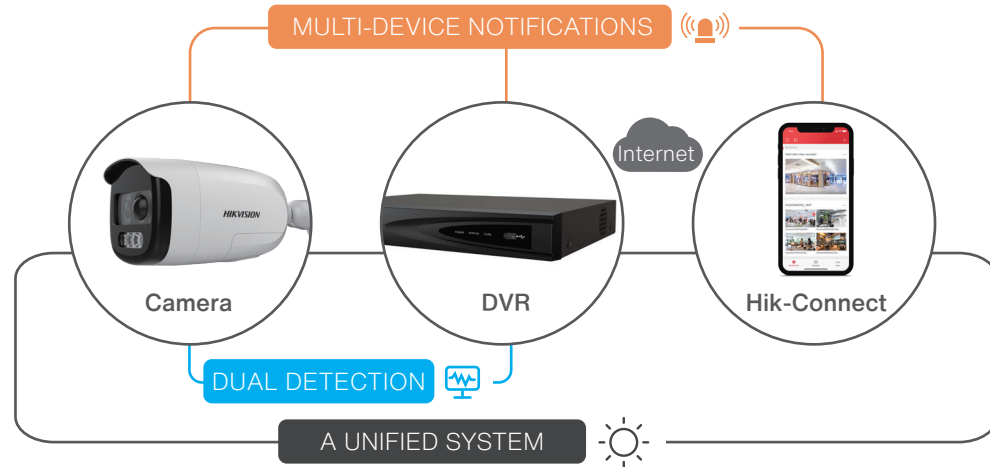 MULTI-DEVICE NOTIFICATIONS
Internet
HIKVISION
Camera
DVR
Hik-Connect
DUAL DETECTION
A UNIFIED SYSTEM